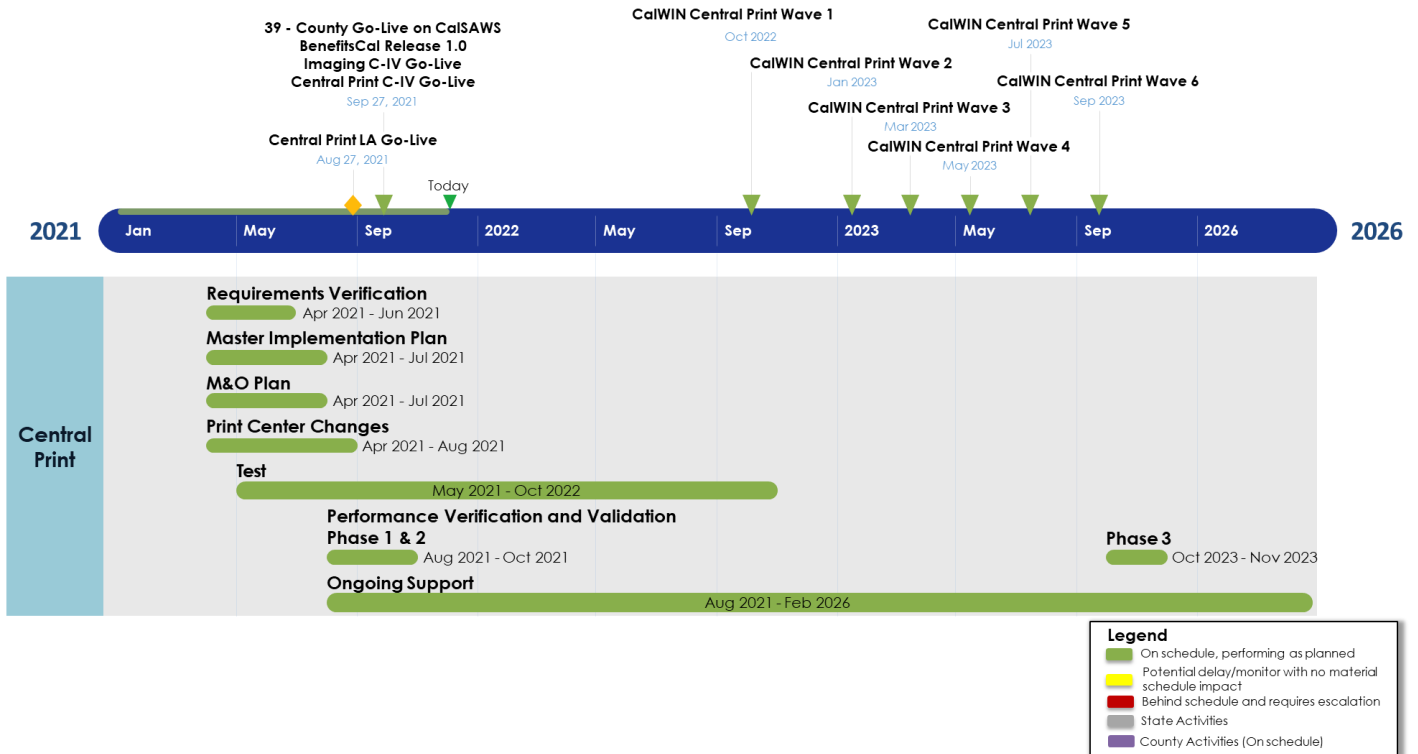 39 - County Go-Live on CalSAWS
BenefitsCal Release 1.0
Imaging C-IV Go-Live
Central Print C-IV Go-Live
Sep 27, 2021
Central Print LA Go-Live
Aug 27, 2021
Today
CalWIN Central Print Wave 1
Oct 2022
CalWIN Central Print Wave 2
Jan 2023
CalWIN Central Print Wave 3
Mar 2023
CalWIN Central Print Wave 4
May 2023
CalWIN Central Print Wave 5
Jul 2023
CalWIN Central Print Wave 6
Sep 2023
2021 Jan May Sep 2022 May Sep 2023 May Sep 2026 2026
Central
Print
Requirements Verification
Apr 2021 - Jun 2021
Master Implementation Plan
Apr 2021 - Jul 2021
M&O Plan
Apr 2021 - Jul 2021
Print Center Changes
Apr 2021 - Aug 2021
Test
May 2021 - Oct 2022
Performance Verification and Validation
Phase 1 & 2
Aug 2021 - Oct 2021
Phase 3
Oct 2023 - Nov 2023
Ongoing Support
Aug 2021 - Feb 2026
Legend
On schedule, performing as planned
Potential delay/monitor with no material
schedule impact
Behind schedule and requires escalation
State Activities
County Activities (On schedule)